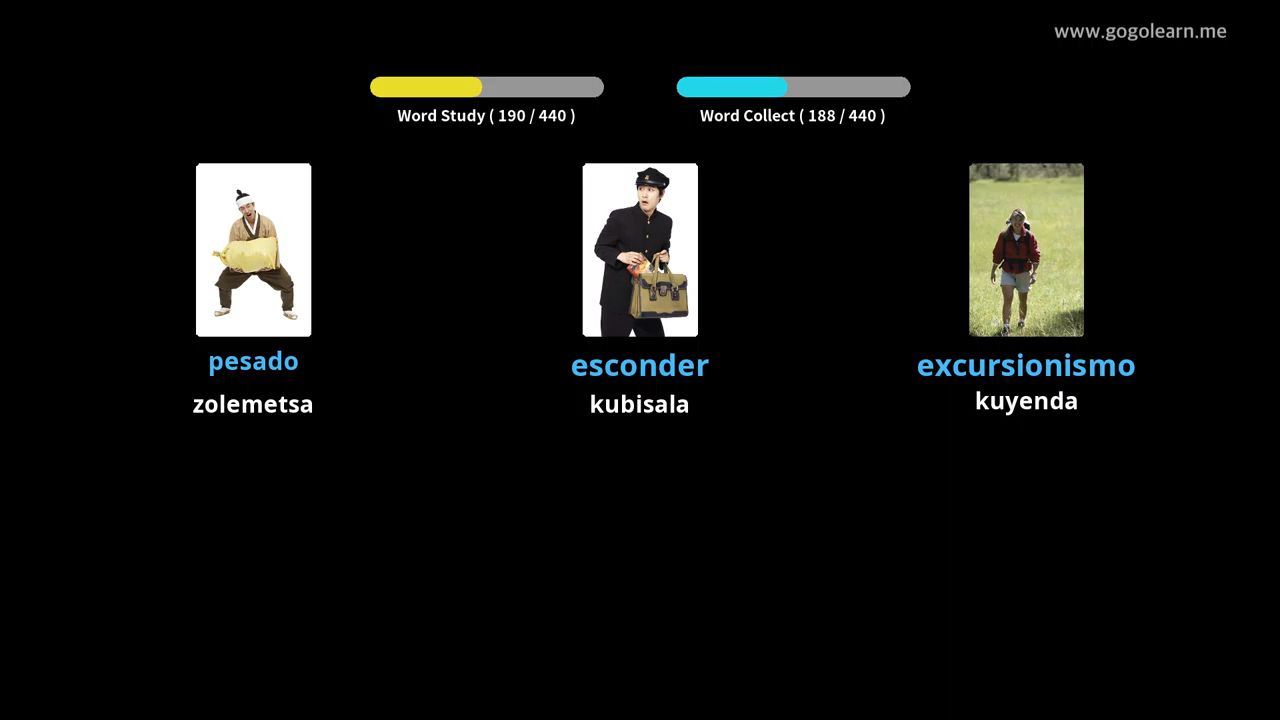 www.gogolearn.me
Word Study ( 190 / 440 )
Word Collect ( 188 / 440 )
pesado
esconder
excursionismo
zolemetsa
kubisala
kuyenda